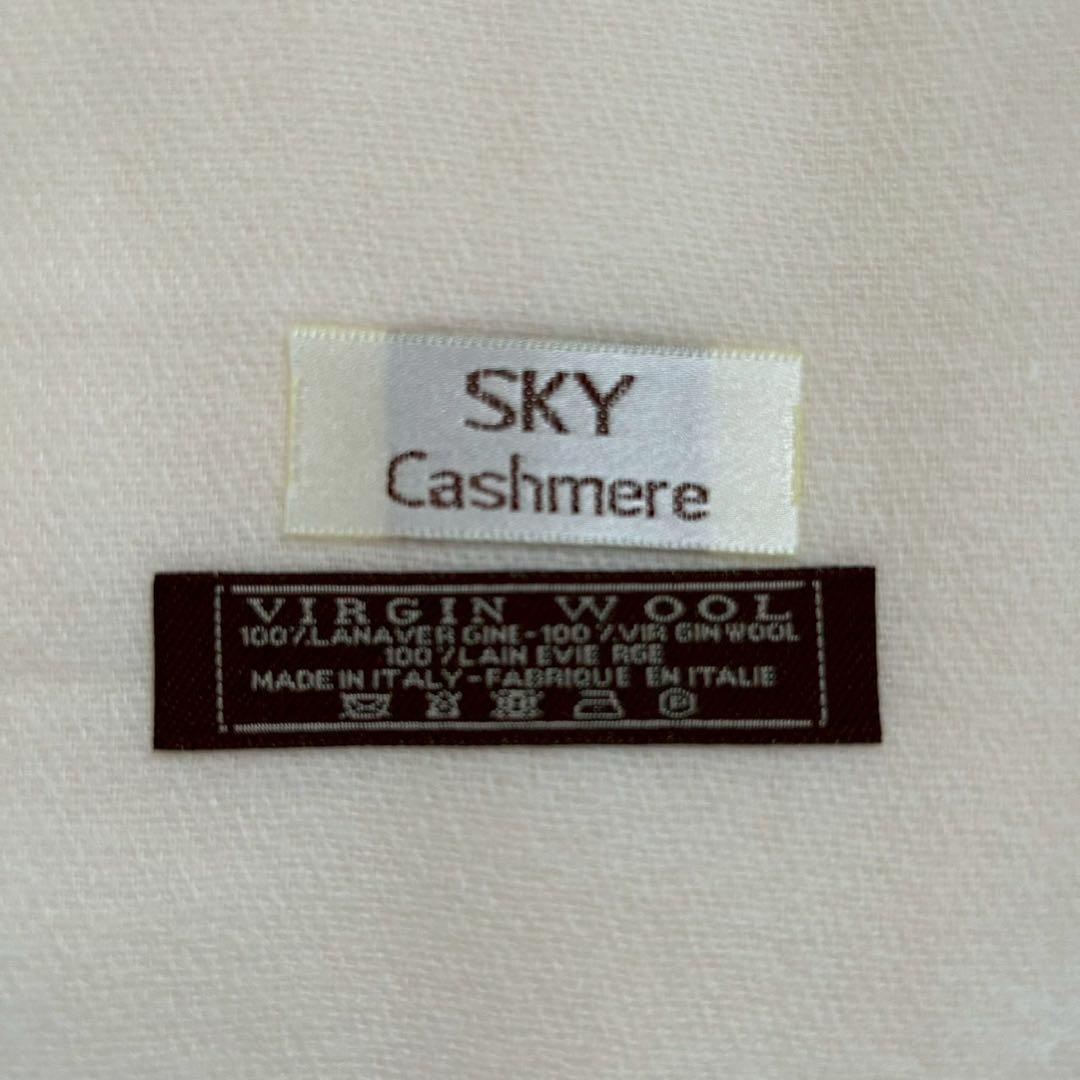 SKY
Cashmere
VIRGIN WOOL
100%LANAVER GINE-100%VIR GIN WOOL
100%LAIN EVIE RGE
MADE IN ITALY-FABRIQUE EN ITALIE
P